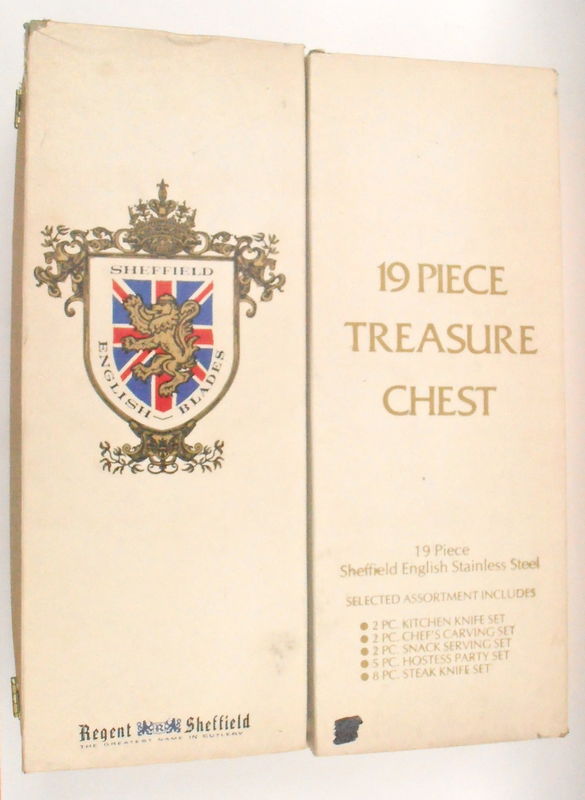 SHEFFIELD
ENGLISH BLADES
Regent R Sheffield
THE GREATEST NAME IN CUTLERY
19 PIECE
TREASURE
CHEST
19 Piece
Sheffield English Stainless Steel
SELECTED ASSORTMENT INCLUDES
● 2 PC. KITCHEN KNIFE SET
● 2 PC. CHEF'S CARVING SET
● 2 PC. SNACK SERVING SET
● 5 PC. HOSTESS PARTY SET
● 8 PC. STEAK KNIFE SET